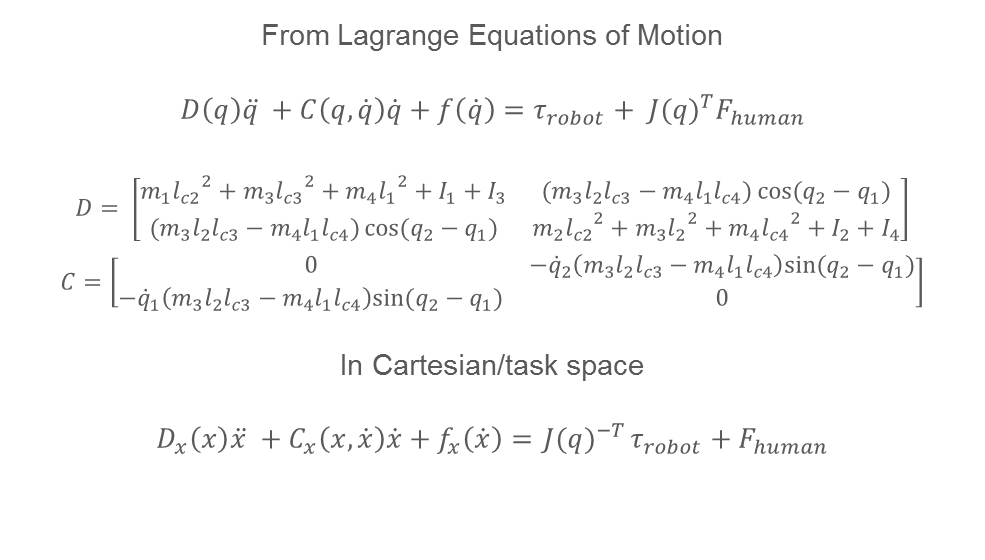 From Lagrange Equations of Motion
D(q)q̈ + C(q, q̇)q̇ + f(q̇) = τ_robot + J(q)^T F_human
D = [m₁l_c2² + m₃l_c3² + m₄l₁² + I₁ + I₃ (m₃l₂l_c3 − m₄l₁l_c4) cos(q₂ − q₁)
(m₃l₂l_c3 − m₄l₁l_c4) cos(q₂ − q₁) m₂l_c2² + m₃l₂² + m₄l_c4² + I₂ + I₄]
C = [0 −q̇₂(m₃l₂l_c3 − m₄l₁l_c4)sin(q₂ − q₁)
−q̇₁(m₃l₂l_c3 − m₄l₁l_c4)sin(q₂ − q₁) 0]
In Cartesian/task space
D_x(x)ẍ + C_x(x, ẋ)ẋ + f_x(ẋ) = J(q)^−T τ_robot + F_human